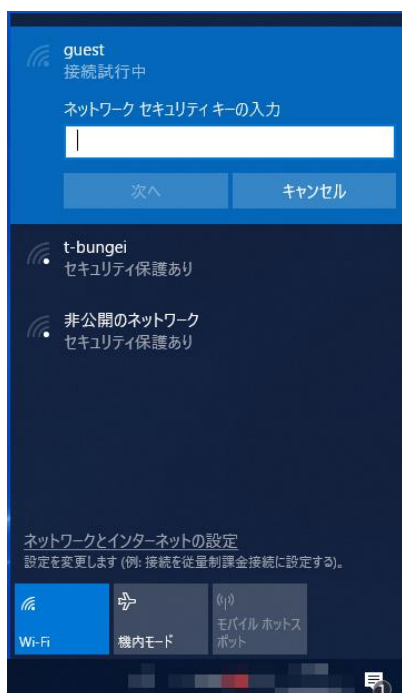 guest
接続試行中
ネットワーク セキュリティ キーの入力
次へ
キャンセル
t-bungei
セキュリティ保護あり
非公開のネットワーク
セキュリティ保護あり
ネットワークとインターネットの設定
設定を変更します (例: 接続を従量制課金接続に設定する)。
Wi-Fi
機内モード
モバイル ホットス
ポット
1